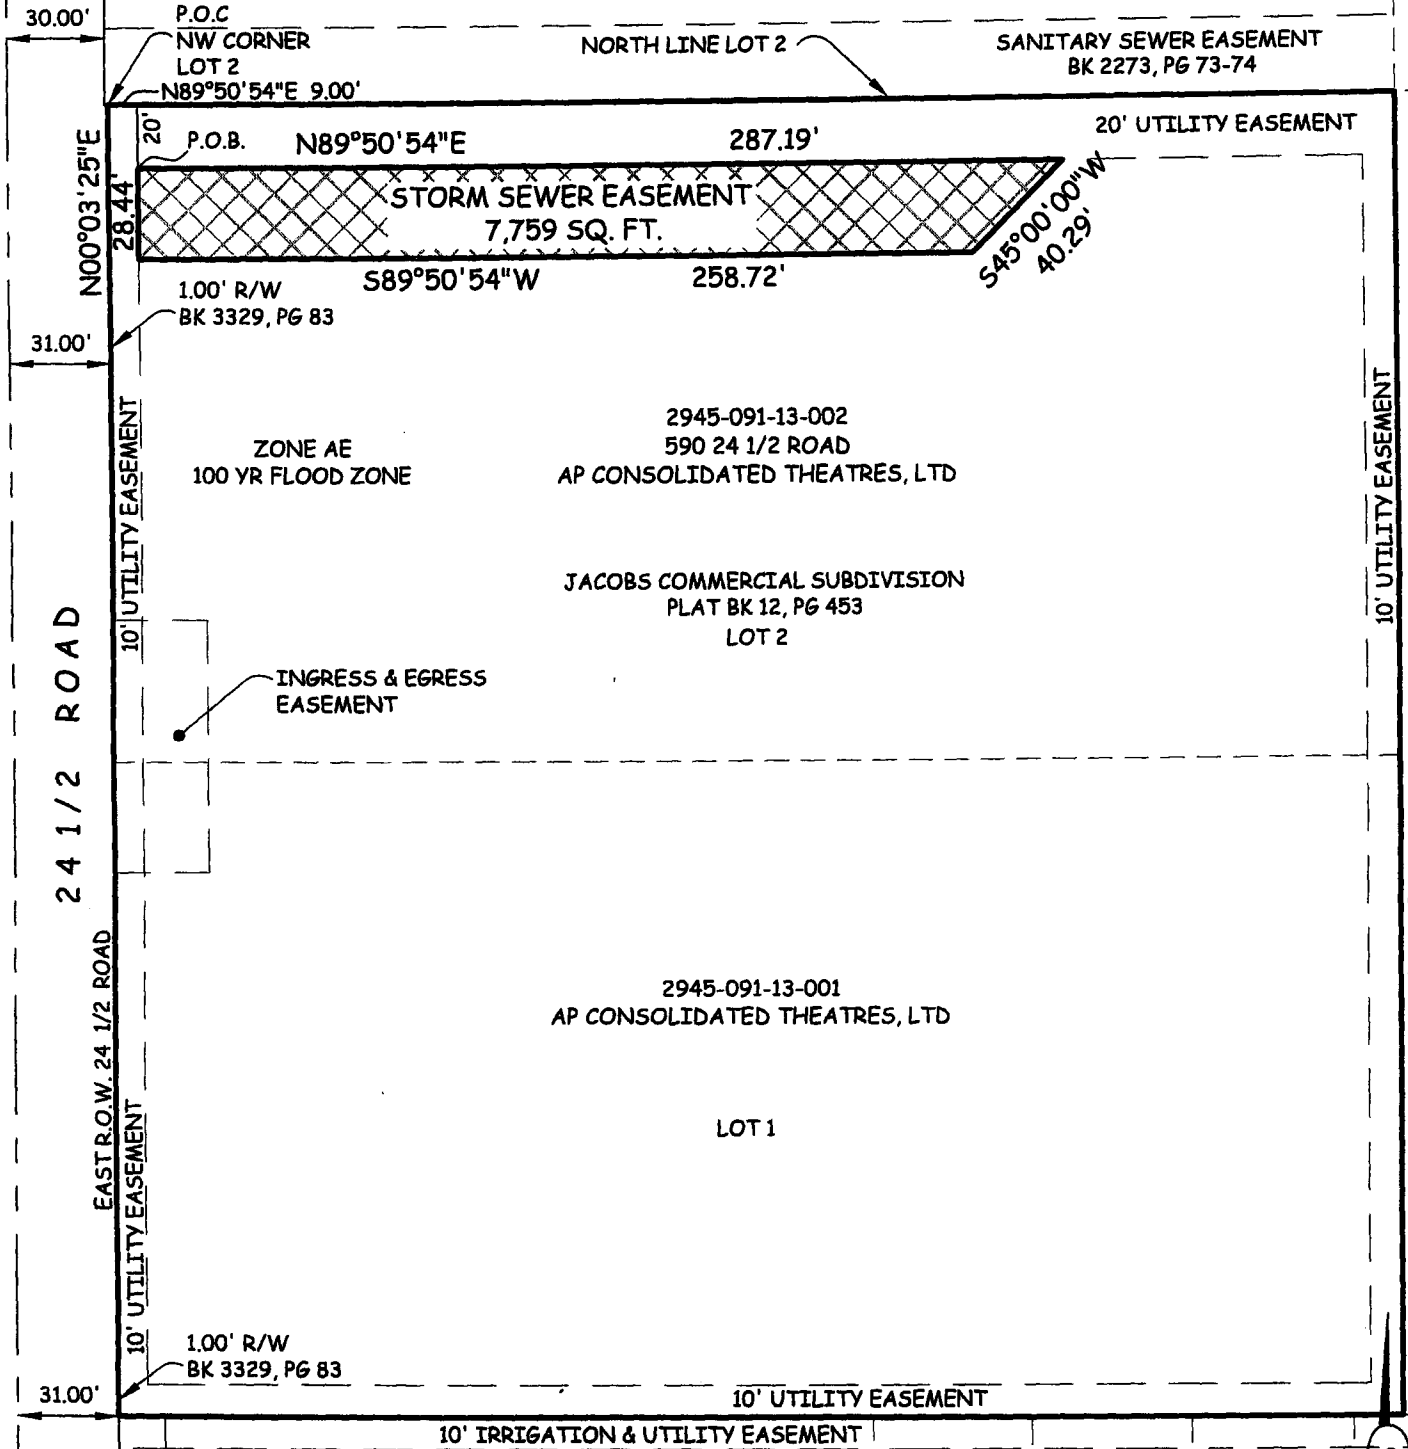 30.00'
P.O.C
NW CORNER
LOT 2
N89°50'54"E 9.00'
NORTH LINE LOT 2
SANITARY SEWER EASEMENT
BK 2273, PG 73-74
20' UTILITY EASEMENT
20'
P.O.B.
N89°50'54"E
287.19'
N00°03'25"E
28.44'
STORM SEWER EASEMENT
7,759 SQ. FT.
S45°00'00"W
40.29'
S89°50'54"W
258.72'
1.00' R/W
BK 3329, PG 83
31.00'
10' UTILITY EASEMENT
ZONE AE
100 YR FLOOD ZONE
2945-091-13-002
590 24 1/2 ROAD
AP CONSOLIDATED THEATRES, LTD
10' UTILITY EASEMENT
JACOBS COMMERCIAL SUBDIVISION
PLAT BK 12, PG 453
LOT 2
INGRESS & EGRESS
EASEMENT
24 1/2 ROAD
EAST R.O.W. 24 1/2 ROAD
2945-091-13-001
AP CONSOLIDATED THEATRES, LTD
LOT 1
10' UTILITY EASEMENT
1.00' R/W
BK 3329, PG 83
31.00'
10' UTILITY EASEMENT
10' IRRIGATION & UTILITY EASEMENT